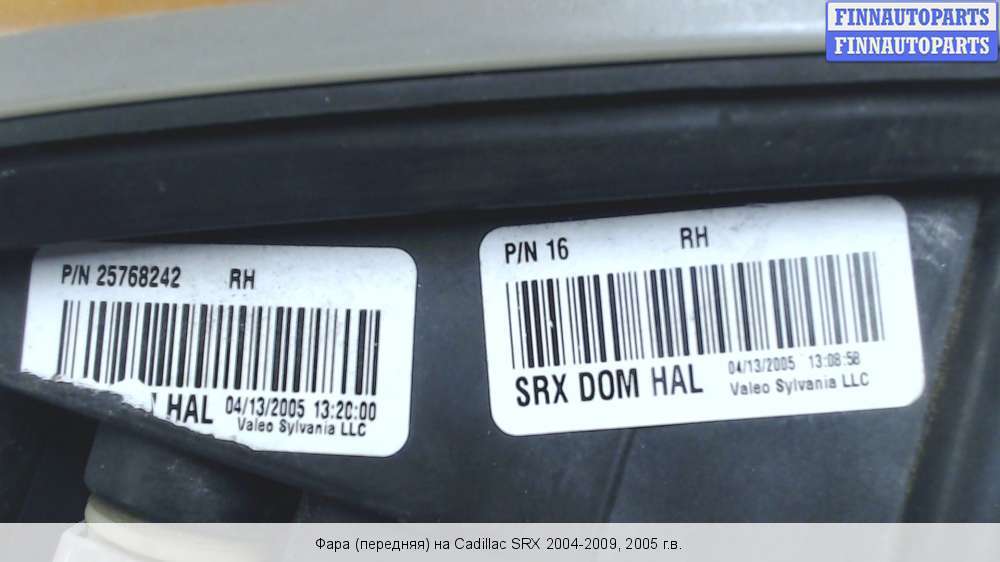 FINNAUTOPARTS
FINNAUTOPARTS
P/N 25768242 RH
HAL 04/13/2005 13:20:00
Valeo Sylvania LLC
P/N 16 RH
SRX DOM HAL 04/13/2005 13:08:58
Valeo Sylvania LLC
Фара (передняя) на Cadillac SRX 2004-2009, 2005 г.в.